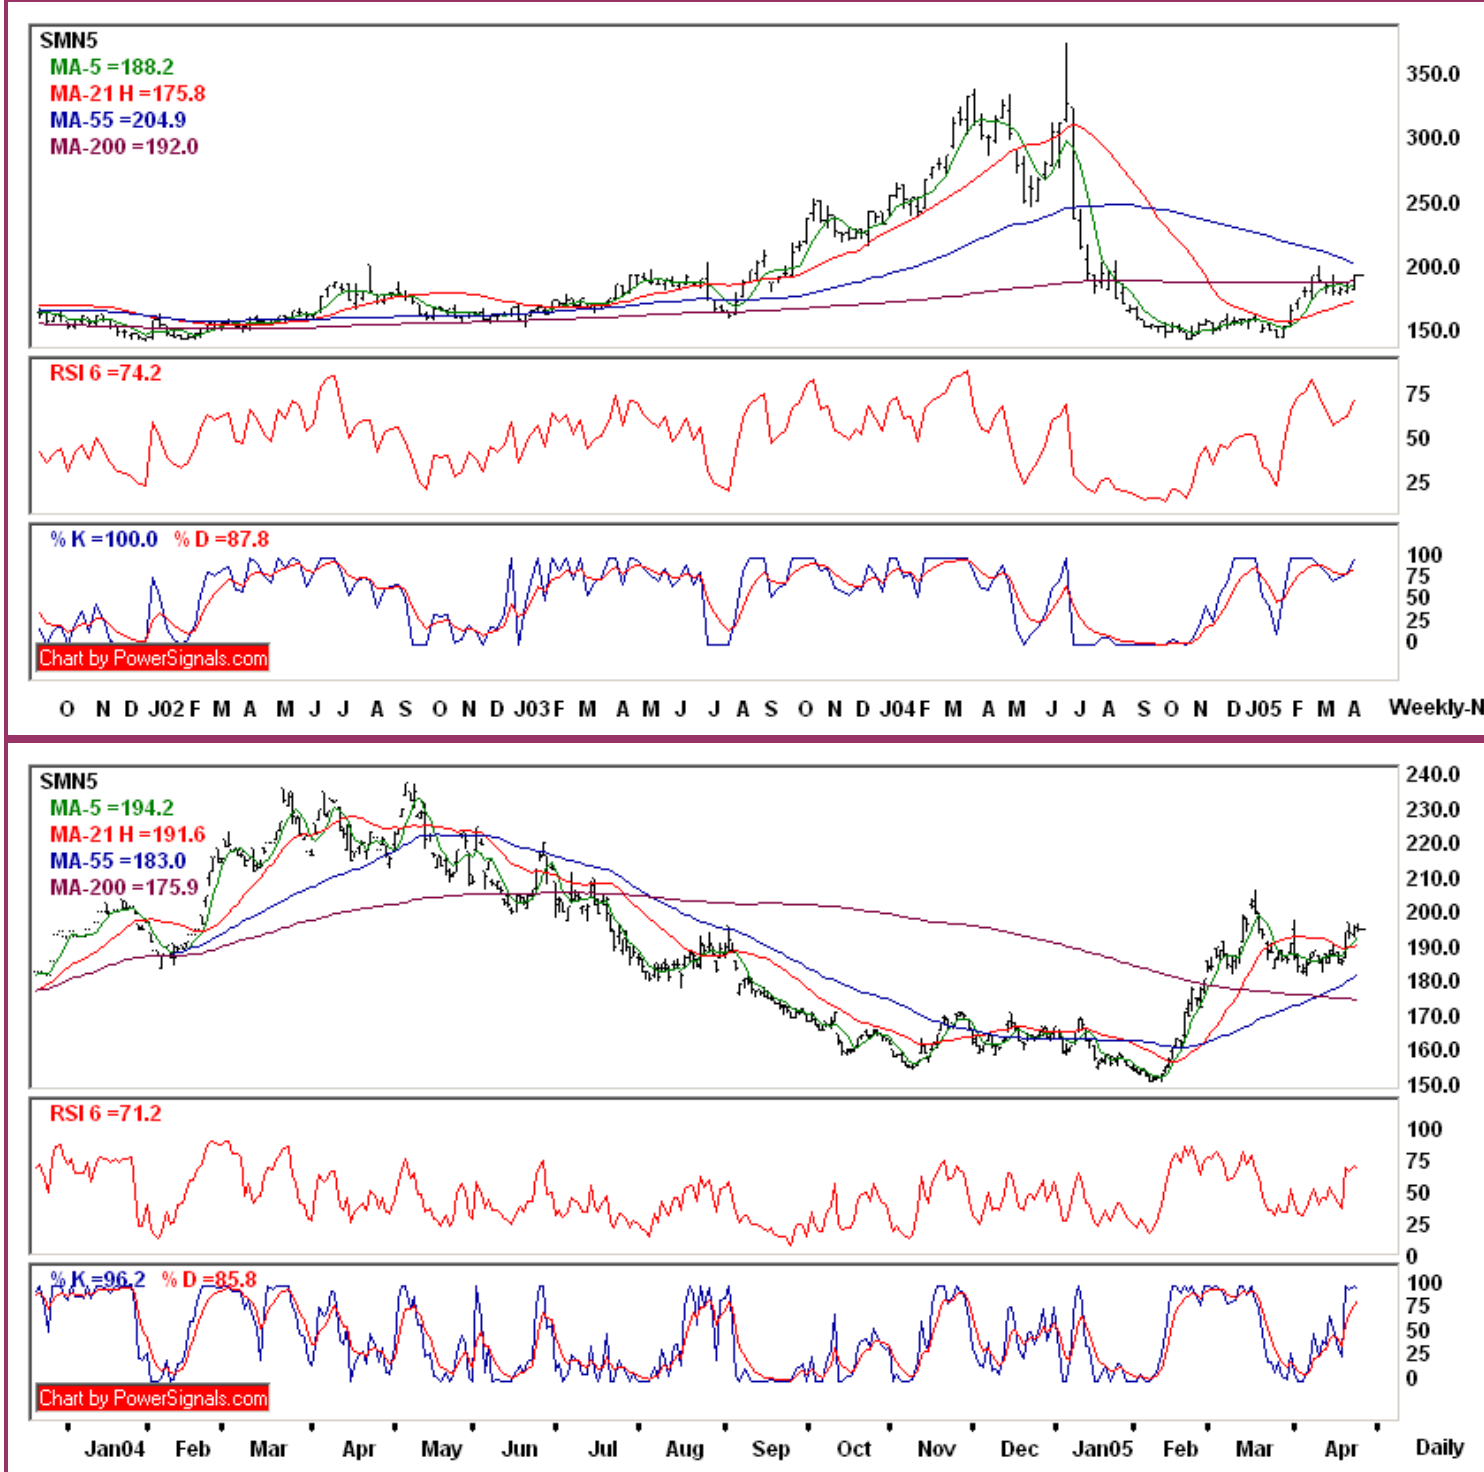 SMN5
MA-5 =188.2
MA-21 H =175.8
MA-55 =204.9
MA-200 =192.0
350.0
300.0
250.0
200.0
150.0
RSI 6 =74.2
75
50
25
% K =100.0 % D =87.8
100
75
50
25
0
Chart by PowerSignals.com
O N D J02 F M A M J J A S O N D J03 F M A M J J A S O N D J04 F M A M J J A S O N D J05 F M A Weekly-N
SMN5
MA-5 =194.2
MA-21 H =191.6
MA-55 =183.0
MA-200 =175.9
240.0
230.0
220.0
210.0
200.0
190.0
180.0
170.0
160.0
150.0
RSI 6 =71.2
100
75
50
25
0
% K =96.2 % D =85.8
100
75
50
25
0
Chart by PowerSignals.com
Jan04 Feb Mar Apr May Jun Jul Aug Sep Oct Nov Dec Jan05 Feb Mar Apr Daily